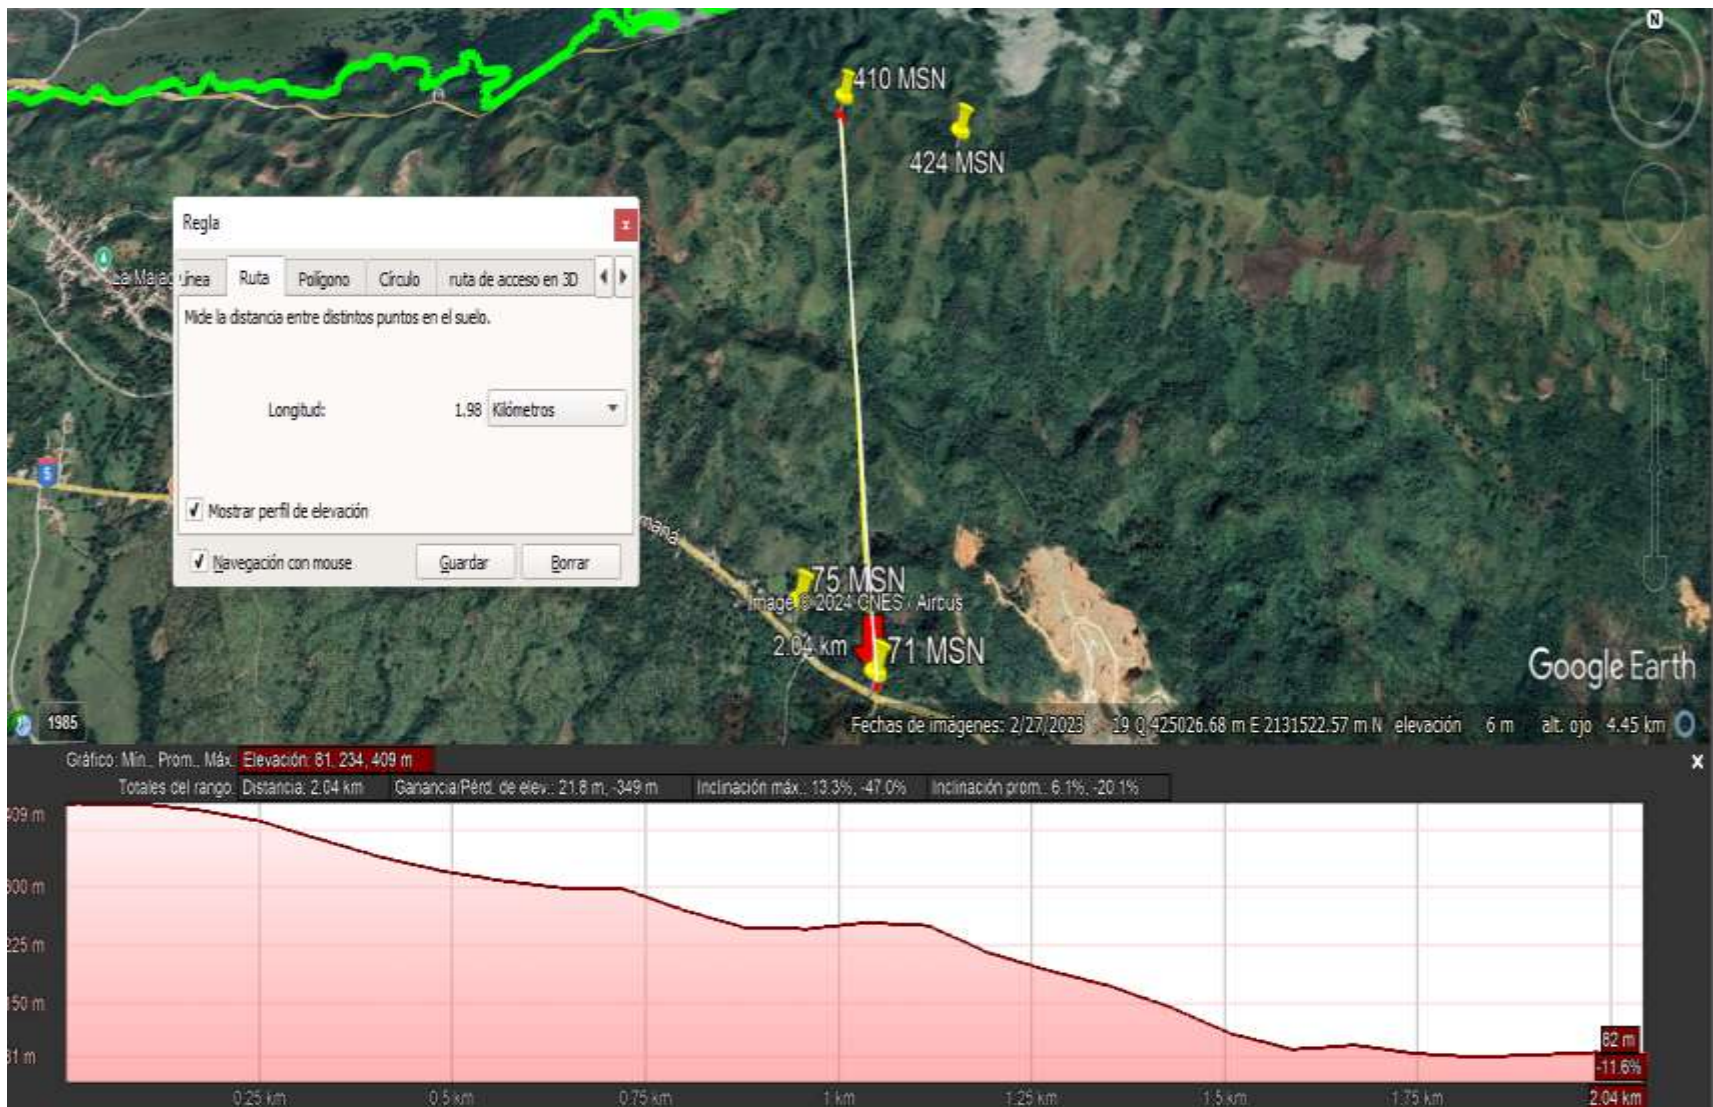 N
410 MSN
424 MSN
Regla
x
Línea Ruta Polígono Círculo ruta de acceso en 3D
Mide la distancia entre distintos puntos en el suelo.
Longitud: 1.98 Kilómetros
Mostrar perfil de elevación
Navegación con mouse Guardar Borrar
5
maná
75 MSN
Image © 2024 CNES / Airbus
2.04 km
71 MSN
Google Earth
1985
Fechas de imágenes: 2/27/2023 19 Q 425026.68 m E 2131522.57 m N elevación 6 m alt. ojo 4.45 km
Gráfico: Mín., Prom., Máx. Elevación: 81, 234, 409 m
x
Totales del rango: Distancia: 2.04 km Ganancia/Pérd. de elev.: 21.8 m, -349 m Inclinación máx.: 13.3%, -47.0% Inclinación prom.: 6.1%, -20.1%
409 m
300 m
225 m
150 m
81 m
82 m
-11.6%
0.25 km 0.5 km 0.75 km 1 km 1.25 km 1.5 km 1.75 km 2.04 km